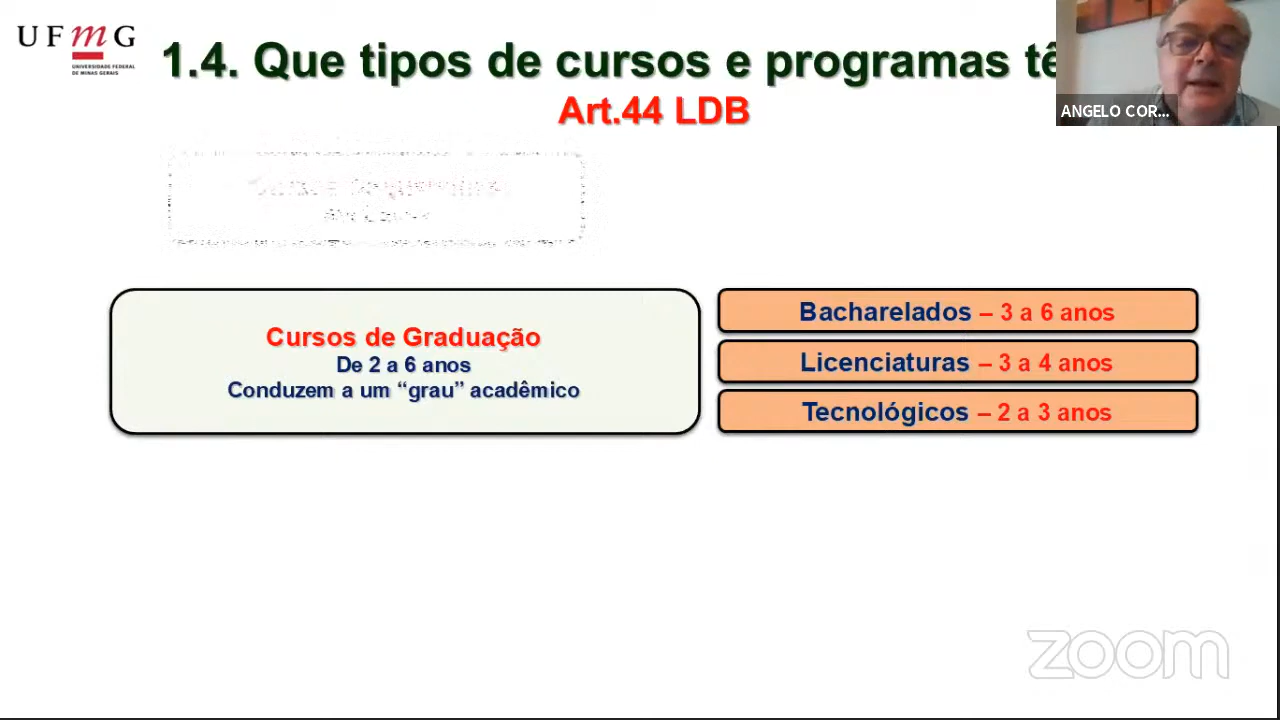 UFmG
UNIVERSIDADE FEDERAL
DE MINAS GERAIS
1.4. Que tipos de cursos e programas tê
Art.44 LDB
ANGELO COR...
Cursos de Graduação
De 2 a 6 anos
Conduzem a um “grau” acadêmico
Bacharelados – 3 a 6 anos
Licenciaturas – 3 a 4 anos
Tecnológicos – 2 a 3 anos
zoom